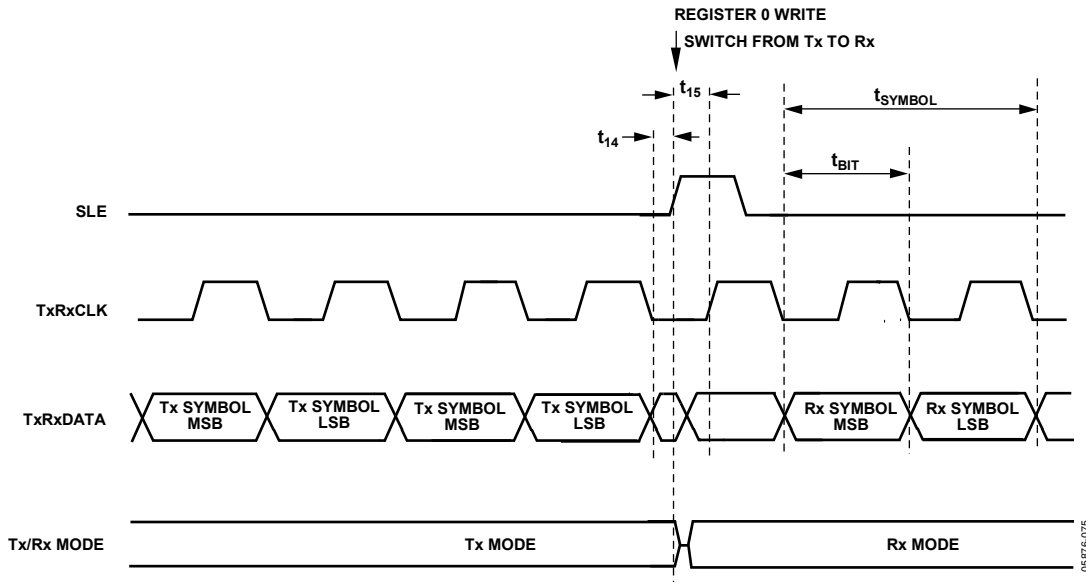 REGISTER 0 WRITE
SWITCH FROM Tx TO Rx
t15
tSYMBOL
t14
tBIT
SLE
TxRxCLK
TxRxDATA
Tx SYMBOL
MSB
Tx SYMBOL
LSB
Tx SYMBOL
MSB
Tx SYMBOL
LSB
Rx SYMBOL
MSB
Rx SYMBOL
LSB
Tx/Rx MODE
Tx MODE
Rx MODE
05876-075